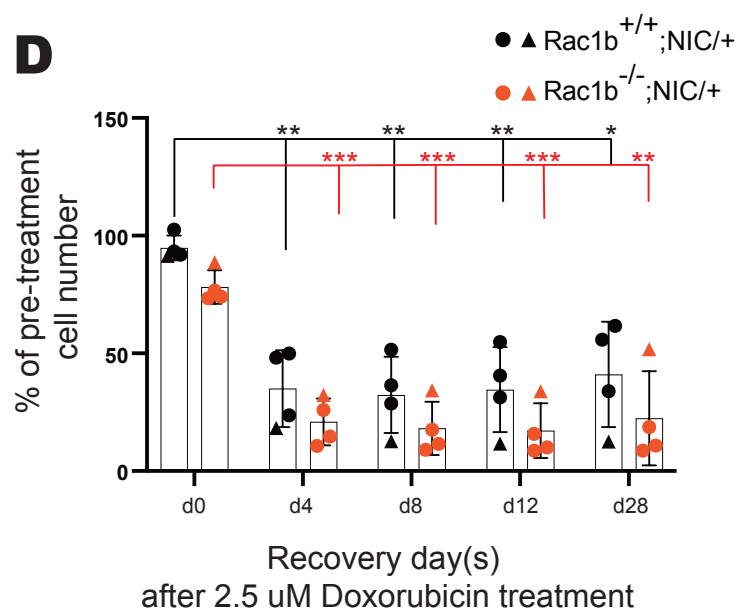 D
Rac1b+/+;NIC/+
Rac1b-/-;NIC/+
150
100
50
0
% of pre-treatment
cell number
** ** ** *
*** *** *** **
d0 d4 d8 d12 d28
Recovery day(s)
after 2.5 uM Doxorubicin treatment